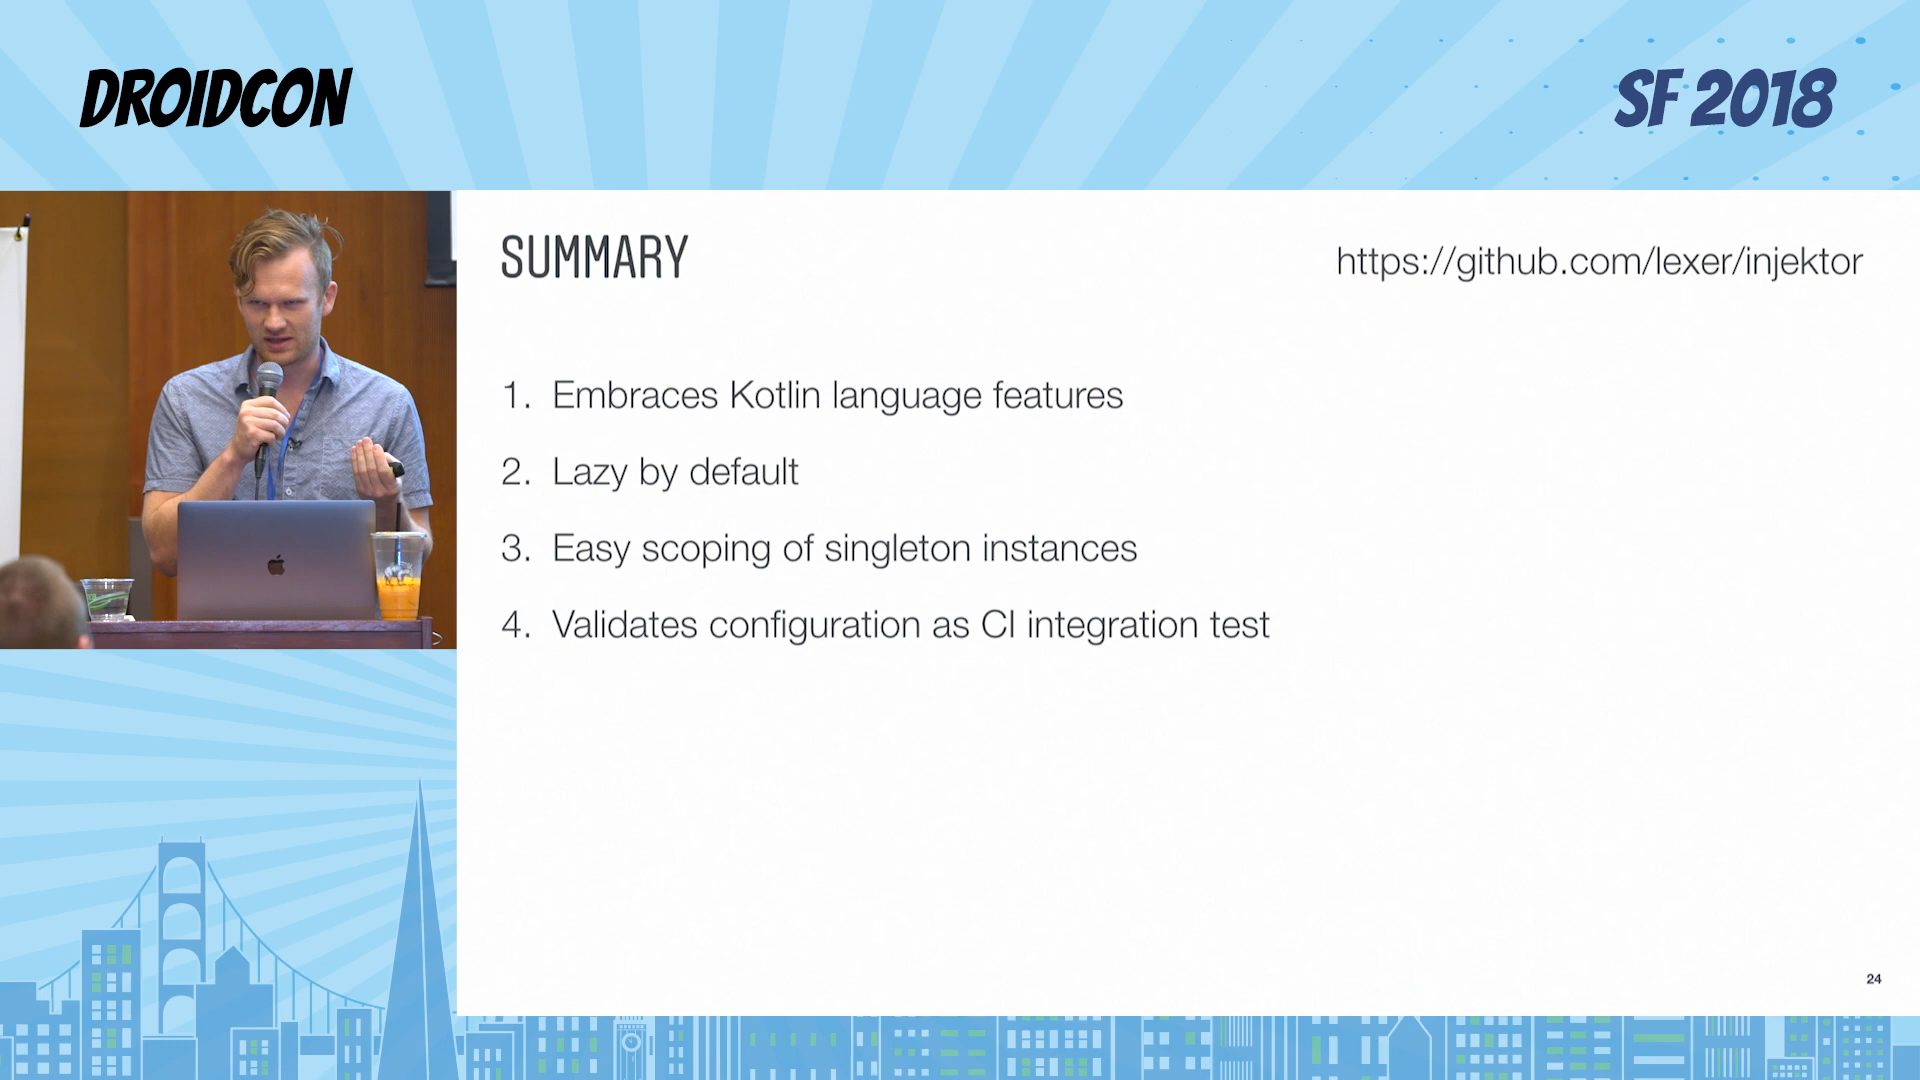 DROIDCON
SF 2018
SUMMARY
https://github.com/lexer/injektor
1. Embraces Kotlin language features
2. Lazy by default
3. Easy scoping of singleton instances
4. Validates configuration as CI integration test
24